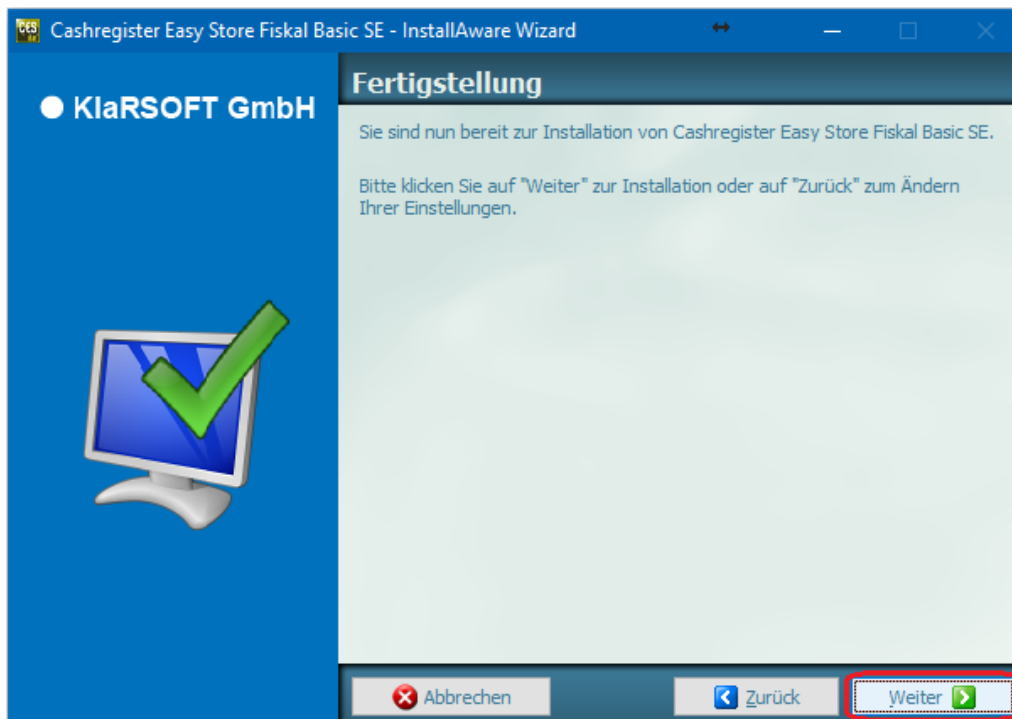 Cashregister Easy Store Fiskal Basic SE - InstallAware Wizard
KlaRSOFT GmbH
Fertigstellung
Sie sind nun bereit zur Installation von Cashregister Easy Store Fiskal Basic SE.
Bitte klicken Sie auf "Weiter" zur Installation oder auf "Zurück" zum Ändern
Ihrer Einstellungen.
Abbrechen
Zurück
Weiter